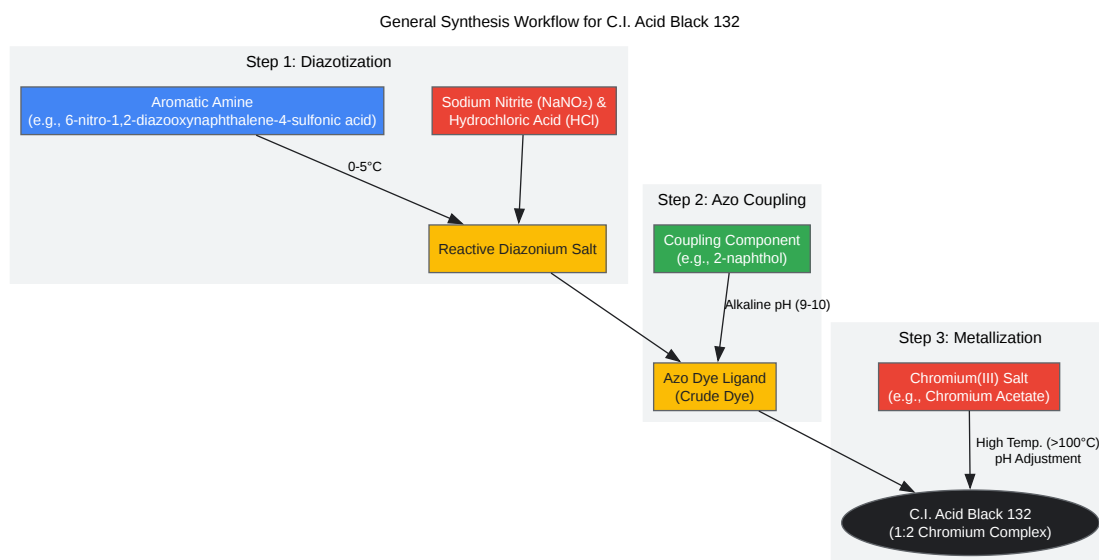 General Synthesis Workflow for C.I. Acid Black 132
Step 1: Diazotization
Aromatic Amine
(e.g., 6-nitro-1,2-diazooxynaphthalene-4-sulfonic acid)
Sodium Nitrite (NaNO₂) &
Hydrochloric Acid (HCl)
0-5°C
Reactive Diazonium Salt
Step 2: Azo Coupling
Coupling Component
(e.g., 2-naphthol)
Alkaline pH (9-10)
Azo Dye Ligand
(Crude Dye)
Step 3: Metallization
Chromium(III) Salt
(e.g., Chromium Acetate)
High Temp. (>100°C)
pH Adjustment
C.I. Acid Black 132
(1:2 Chromium Complex)